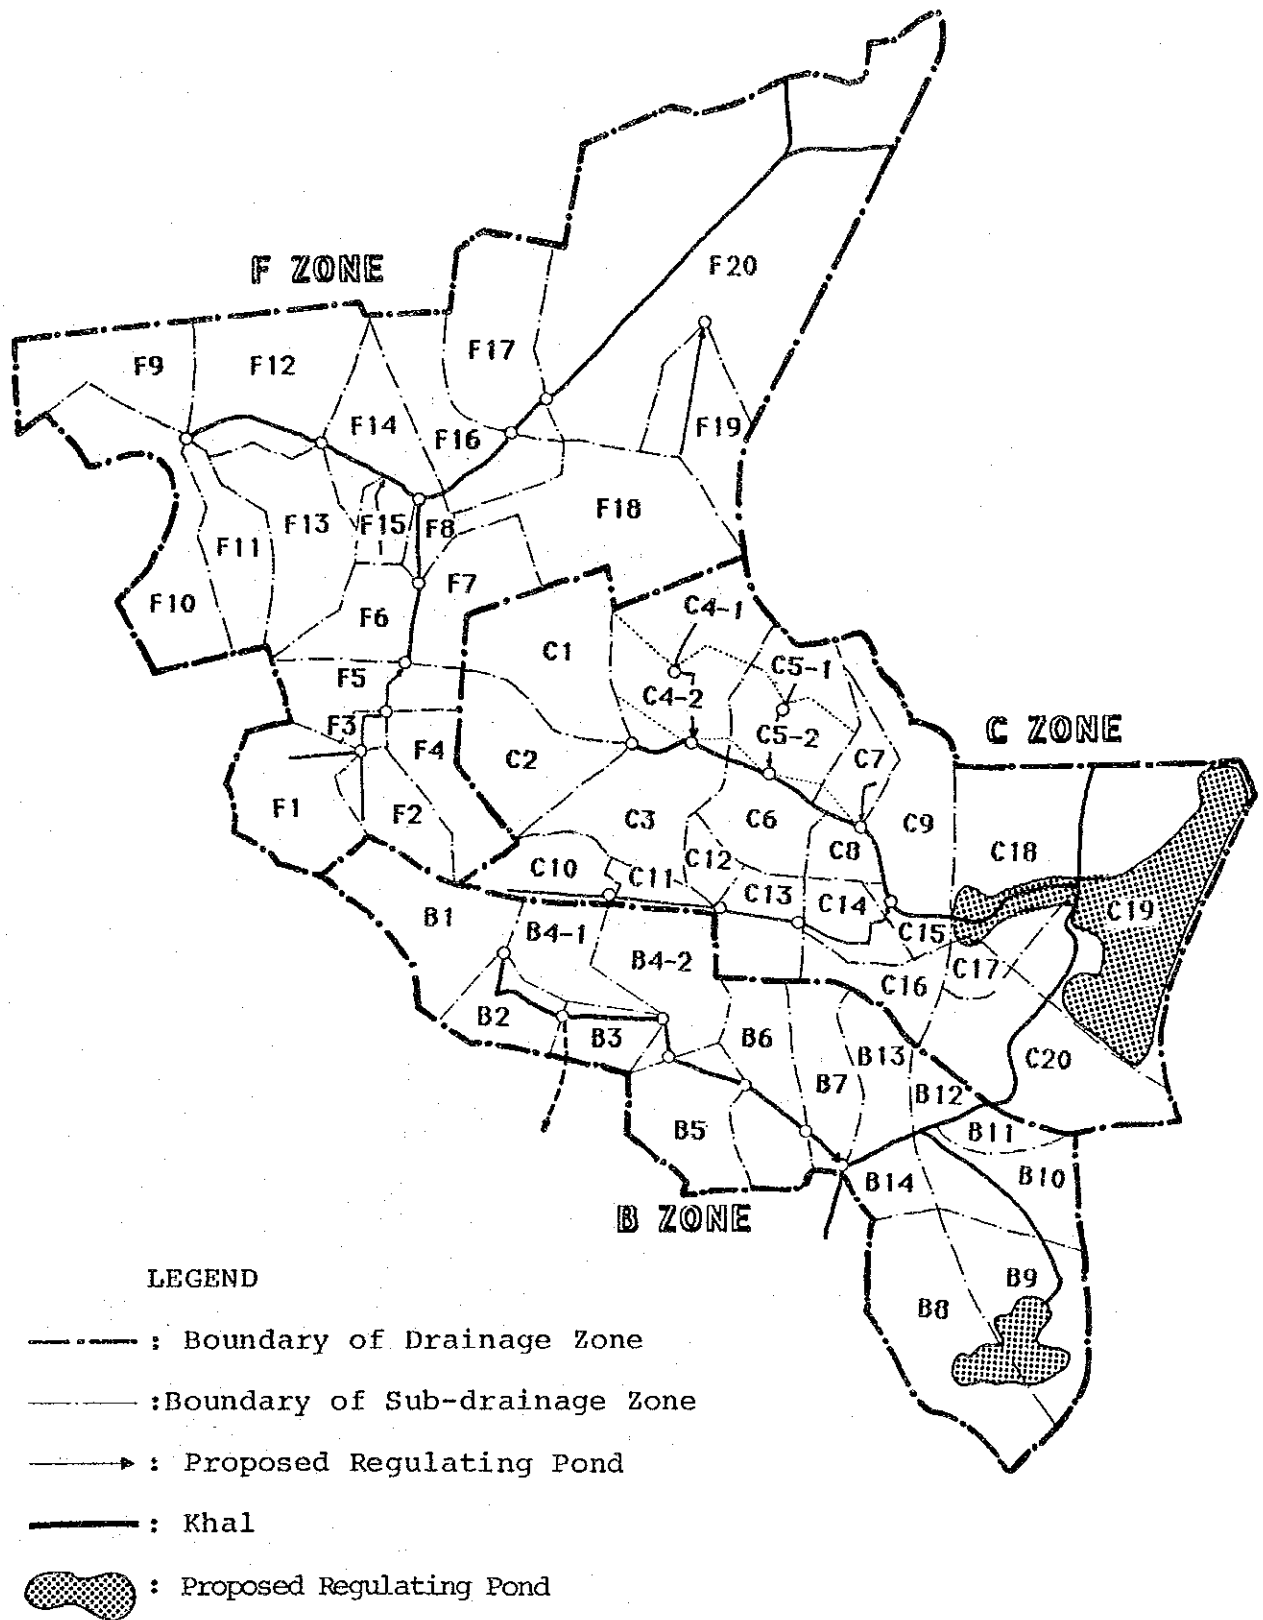 F ZONE
F20
F9
F12
F17
F14
F16
F19
F13
F15
F8
F18
F11
F7
F10
F6
C4-1
C1
C5-1
F5
C4-2
F3
F4
C5-2
C ZONE
C2
C7
F1
F2
C3
C6
C9
C8
C18
C10
C11
C12
C13
C14
C19
B1
B4-1
C15
B4-2
C17
C16
B2
B3
B6
B13
C20
B7
B12
B5
B11
B14
B10
B ZONE
B9
B8
LEGEND
: Boundary of Drainage Zone
:Boundary of Sub-drainage Zone
: Proposed Regulating Pond
: Khal
: Proposed Regulating Pond